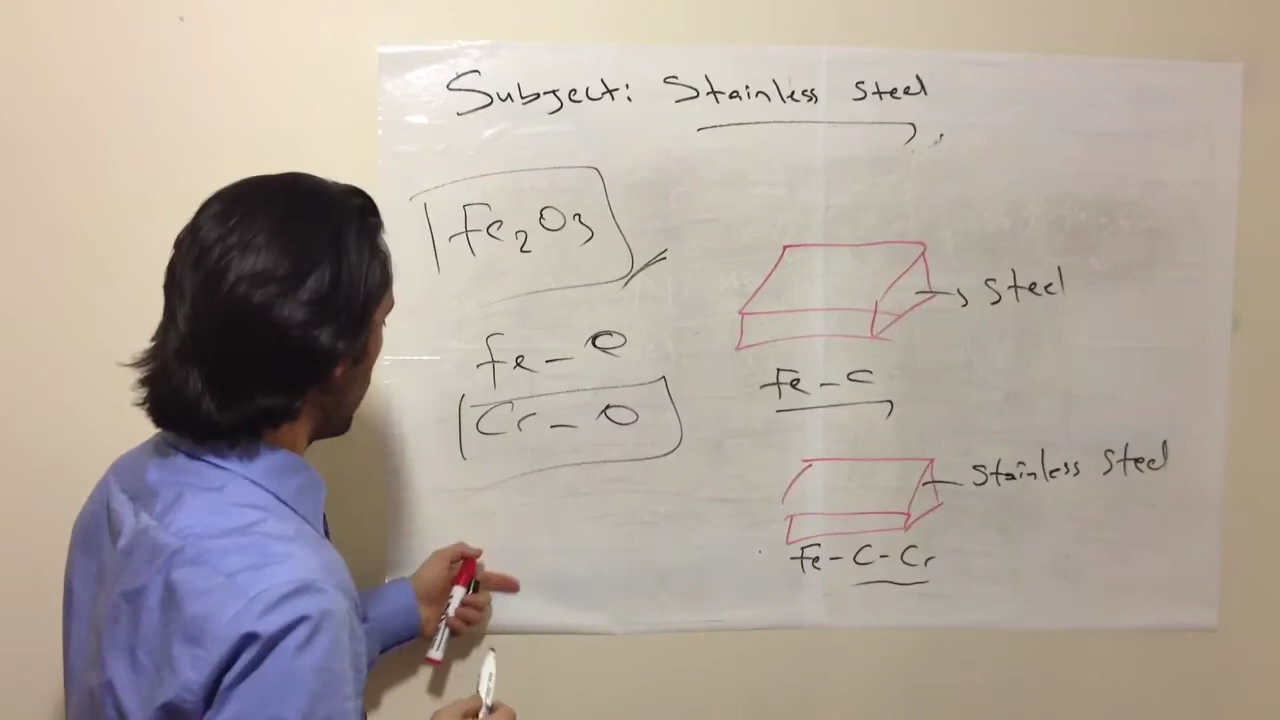 Subject: Stainless Steel
Fe2O3
Fe-O
Cr-O
Steel
Fe-C
Stainless Steel
Fe-C-Cr